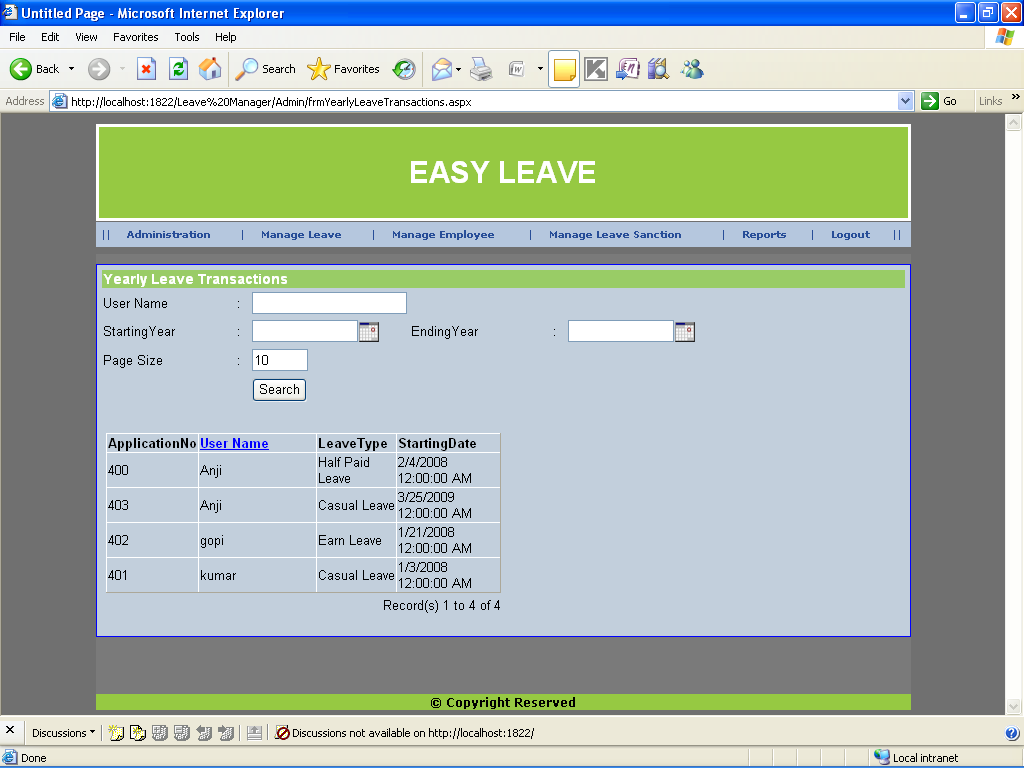 Untitled Page - Microsoft Internet Explorer
File Edit View Favorites Tools Help
Back Search Favorites
Address http://localhost:1822/Leave%20Manager/Admin/frmYearlyLeaveTransactions.aspx Go Links »
EASY LEAVE
|| Administration | Manage Leave | Manage Employee | Manage Leave Sanction | Reports | Logout ||
Yearly Leave Transactions
User Name :
StartingYear : EndingYear :
Page Size : 10
Search
ApplicationNo User Name LeaveType StartingDate
400 Anji Half Paid Leave 2/4/2008 12:00:00 AM
403 Anji Casual Leave 3/25/2009 12:00:00 AM
402 gopi Earn Leave 1/21/2008 12:00:00 AM
401 kumar Casual Leave 1/3/2008 12:00:00 AM
Record(s) 1 to 4 of 4
© Copyright Reserved
Discussions Discussions not available on http://localhost:1822/
Done Local intranet